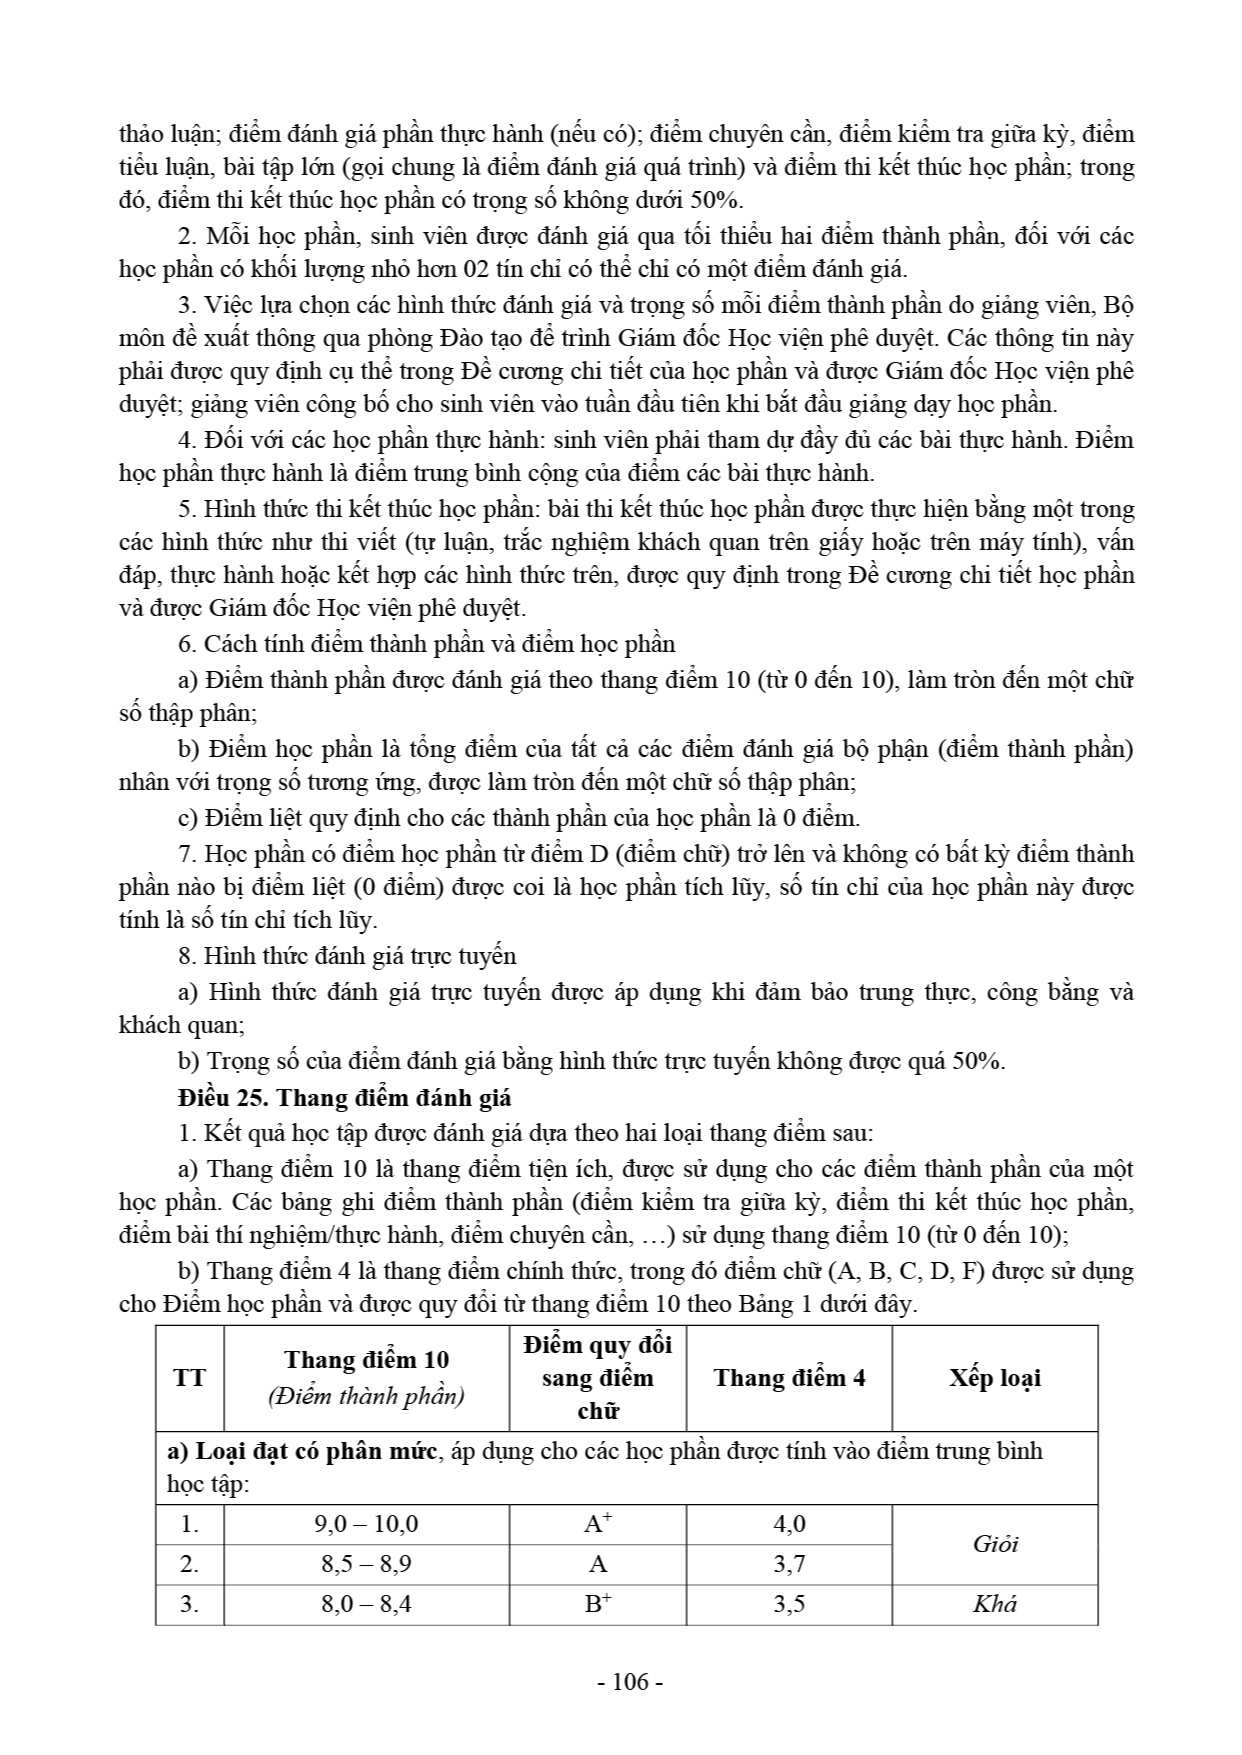 thảo luận; điểm đánh giá phần thực hành (nếu có); điểm chuyên cần, điểm kiểm tra giữa kỳ, điểm
tiểu luận, bài tập lớn (gọi chung là điểm đánh giá quá trình) và điểm thi kết thúc học phần; trong
đó, điểm thi kết thúc học phần có trọng số không dưới 50%.
2. Mỗi học phần, sinh viên được đánh giá qua tối thiểu hai điểm thành phần, đối với các
học phần có khối lượng nhỏ hơn 02 tín chỉ có thể chỉ có một điểm đánh giá.
3. Việc lựa chọn các hình thức đánh giá và trọng số mỗi điểm thành phần do giảng viên, Bộ
môn đề xuất thông qua phòng Đào tạo để trình Giám đốc Học viện phê duyệt. Các thông tin này
phải được quy định cụ thể trong Đề cương chi tiết của học phần và được Giám đốc Học viện phê
duyệt; giảng viên công bố cho sinh viên vào tuần đầu tiên khi bắt đầu giảng dạy học phần.
4. Đối với các học phần thực hành: sinh viên phải tham dự đầy đủ các bài thực hành. Điểm
học phần thực hành là điểm trung bình cộng của điểm các bài thực hành.
5. Hình thức thi kết thúc học phần: bài thi kết thúc học phần được thực hiện bằng một trong
các hình thức như thi viết (tự luận, trắc nghiệm khách quan trên giấy hoặc trên máy tính), vấn
đáp, thực hành hoặc kết hợp các hình thức trên, được quy định trong Đề cương chi tiết học phần
và được Giám đốc Học viện phê duyệt.
6. Cách tính điểm thành phần và điểm học phần
a) Điểm thành phần được đánh giá theo thang điểm 10 (từ 0 đến 10), làm tròn đến một chữ
số thập phân;
b) Điểm học phần là tổng điểm của tất cả các điểm đánh giá bộ phận (điểm thành phần)
nhân với trọng số tương ứng, được làm tròn đến một chữ số thập phân;
c) Điểm liệt quy định cho các thành phần của học phần là 0 điểm.
7. Học phần có điểm học phần từ điểm D (điểm chữ) trở lên và không có bất kỳ điểm thành
phần nào bị điểm liệt (0 điểm) được coi là học phần tích lũy, số tín chỉ của học phần này được
tính là số tín chỉ tích lũy.
8. Hình thức đánh giá trực tuyến
a) Hình thức đánh giá trực tuyến được áp dụng khi đảm bảo trung thực, công bằng và
khách quan;
b) Trọng số của điểm đánh giá bằng hình thức trực tuyến không được quá 50%.
Điều 25. Thang điểm đánh giá
1. Kết quả học tập được đánh giá dựa theo hai loại thang điểm sau:
a) Thang điểm 10 là thang điểm tiện ích, được sử dụng cho các điểm thành phần của một
học phần. Các bảng ghi điểm thành phần (điểm kiểm tra giữa kỳ, điểm thi kết thúc học phần,
điểm bài thí nghiệm/thực hành, điểm chuyên cần, …) sử dụng thang điểm 10 (từ 0 đến 10);
b) Thang điểm 4 là thang điểm chính thức, trong đó điểm chữ (A, B, C, D, F) được sử dụng
cho Điểm học phần và được quy đổi từ thang điểm 10 theo Bảng 1 dưới đây.
TT
Thang điểm 10
(Điểm thành phần)
Điểm quy đổi
sang điểm
chữ
Thang điểm 4
Xếp loại
a) Loại đạt có phân mức, áp dụng cho các học phần được tính vào điểm trung bình
học tập:
1. 9,0 – 10,0 A+ 4,0 Giỏi
2. 8,5 – 8,9 A 3,7
3. 8,0 – 8,4 B+ 3,5 Khá
- 106 -